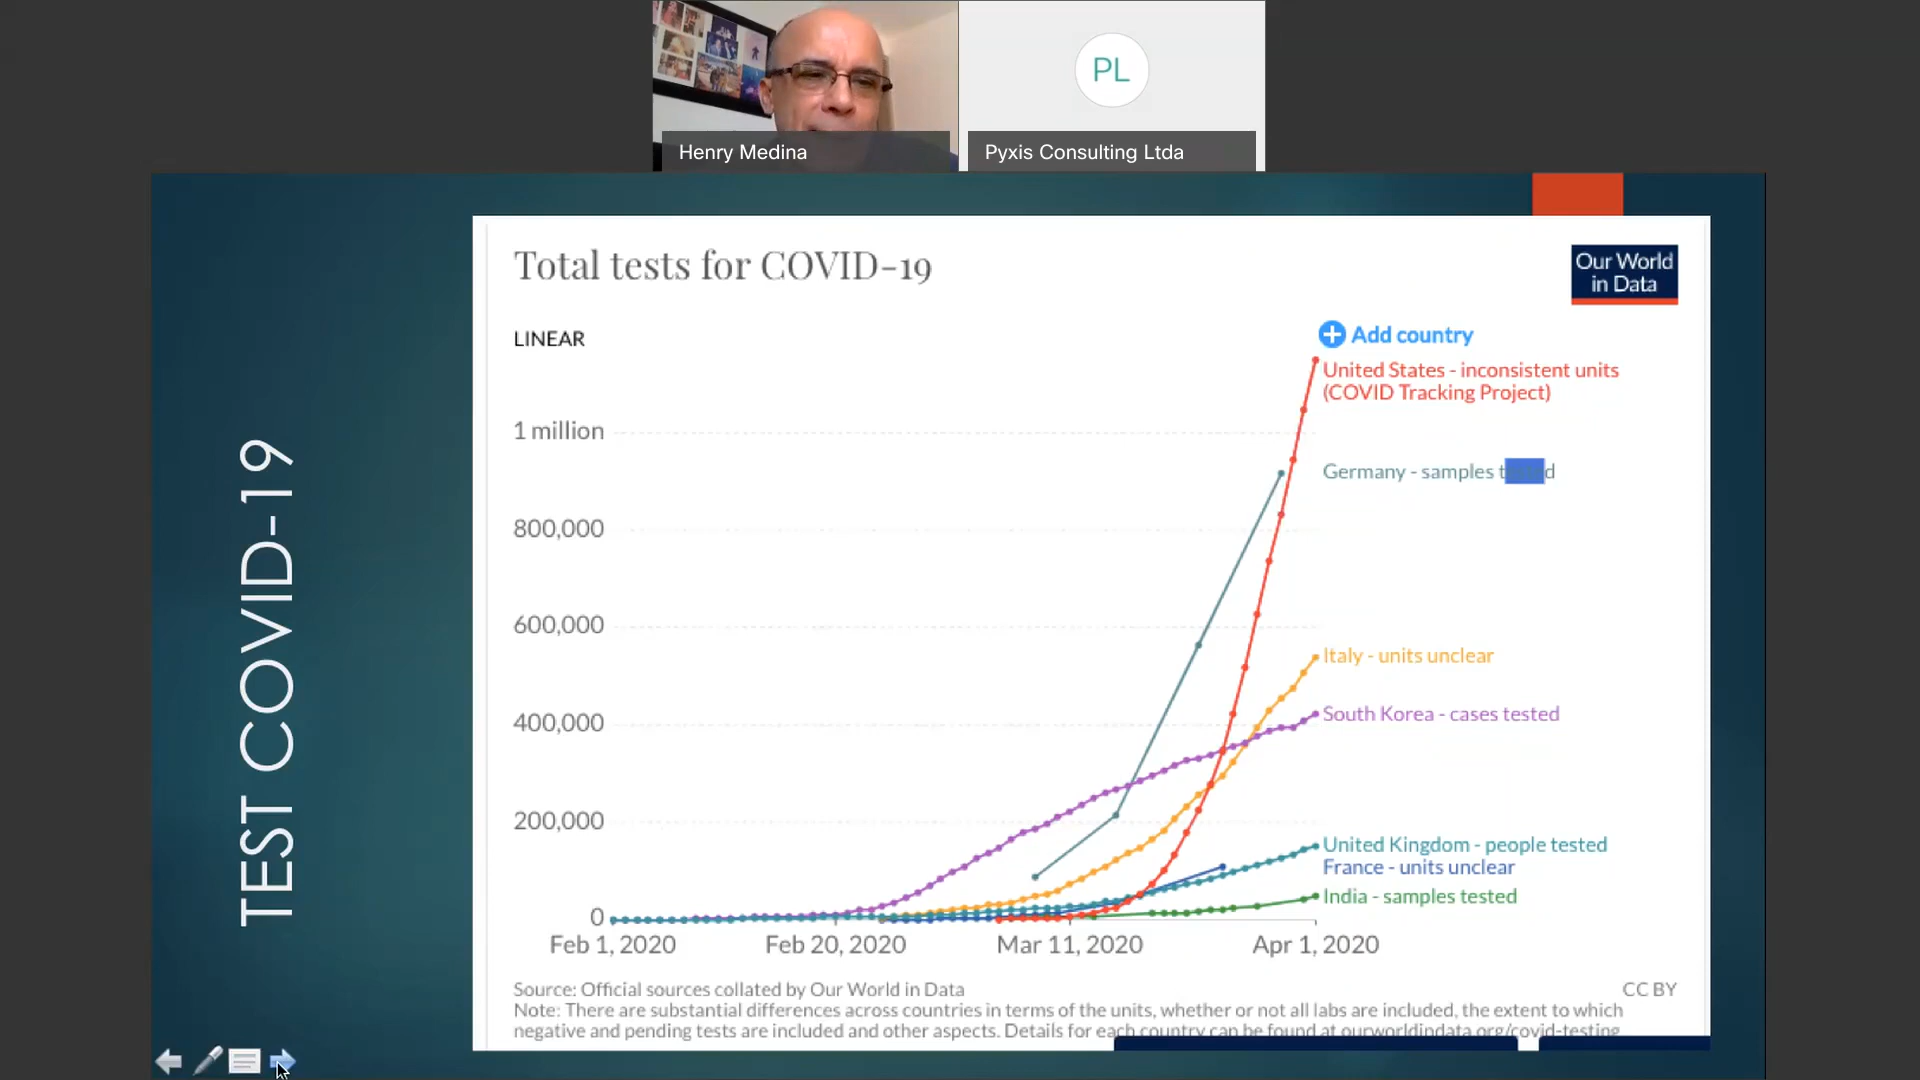 PL
Henry Medina
Pyxis Consulting Ltda
TEST COVID-19
Total tests for COVID-19
Our World
in Data
LINEAR
Add country
United States - inconsistent units
(COVID Tracking Project)
1 million
Germany - samples
800,000
600,000
Italy - units unclear
South Korea - cases tested
400,000
200,000
United Kingdom - people tested
France - units unclear
India - samples tested
0
Feb 1, 2020
Feb 20, 2020
Mar 11, 2020
Apr 1, 2020
Source: Official sources collated by Our World in Data
CC BY
Note: There are substantial differences across countries in terms of the units, whether or not all labs are included, the extent to which
negative and pending tests are included and other aspects. Details for each country can be found at ourworldindata.org/covid-testing